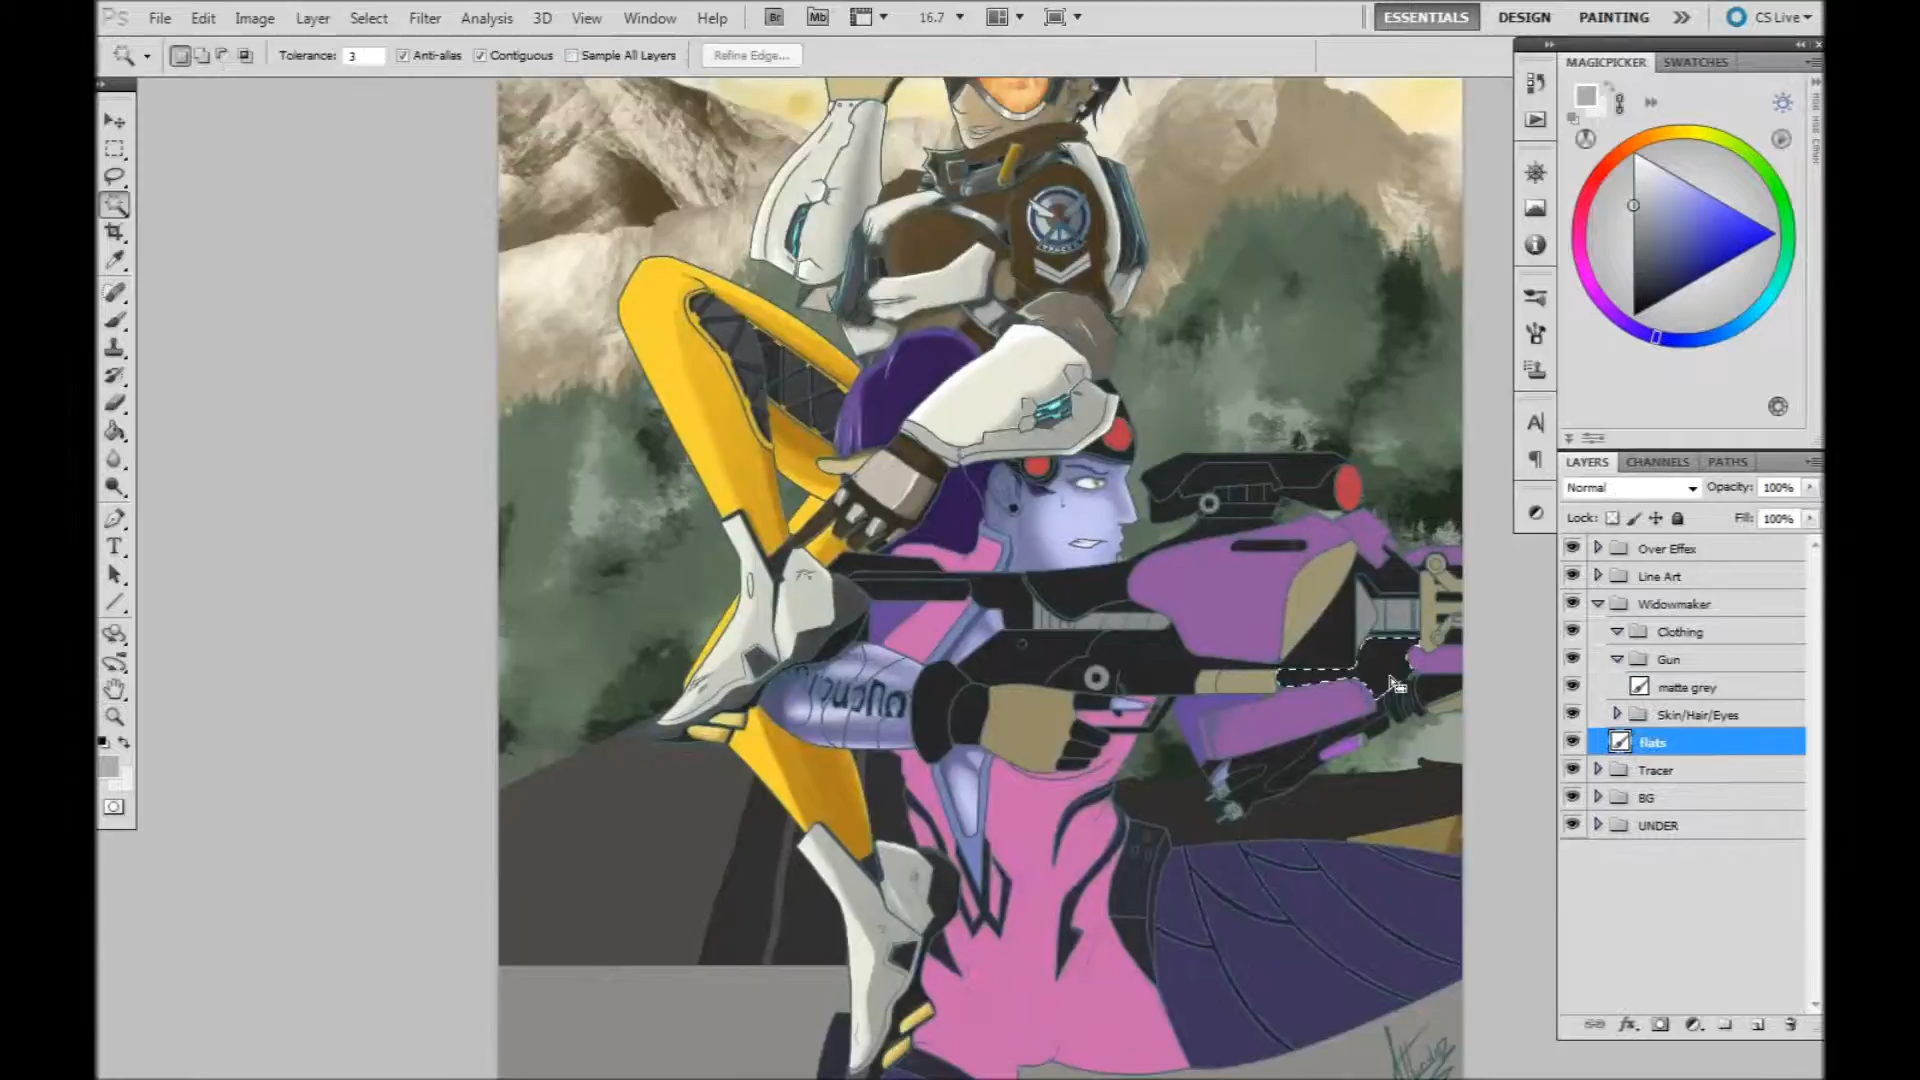 Ps File Edit Image Layer Select Filter Analysis 3D View Window Help Br Mb 16.7 ESSENTIALS DESIGN PAINTING CS Live
Tolerance: 3 Anti-alias Contiguous Sample All Layers Refine Edge...
MAGICPICKER SWATCHES
LAYERS CHANNELS PATHS
Normal Opacity: 100%
Lock: Fill: 100%
Over Effex
Line Art
Widowmaker
Clothing
Gun
matte grey
Skin/Hair/Eyes
flats
Tracer
BG
UNDER